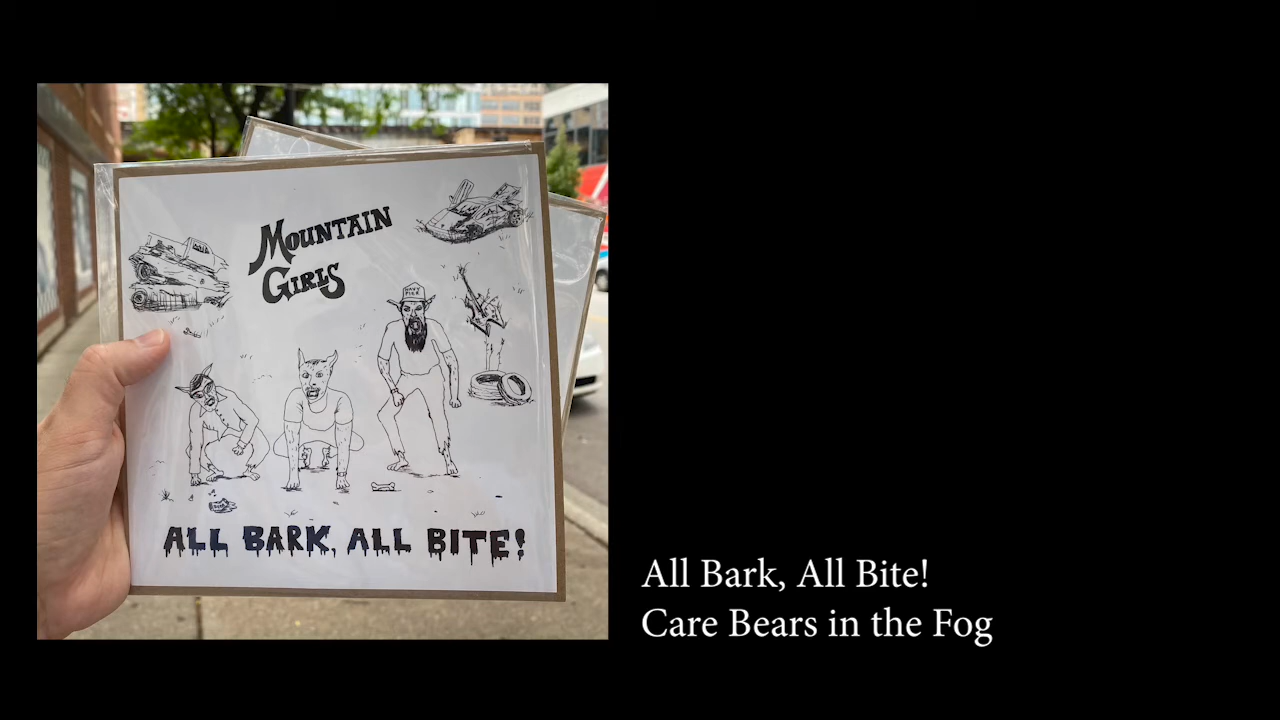 MOUNTAIN
GIRLS
ALL BARK, ALL BITE!
All Bark, All Bite!
Care Bears in the Fog